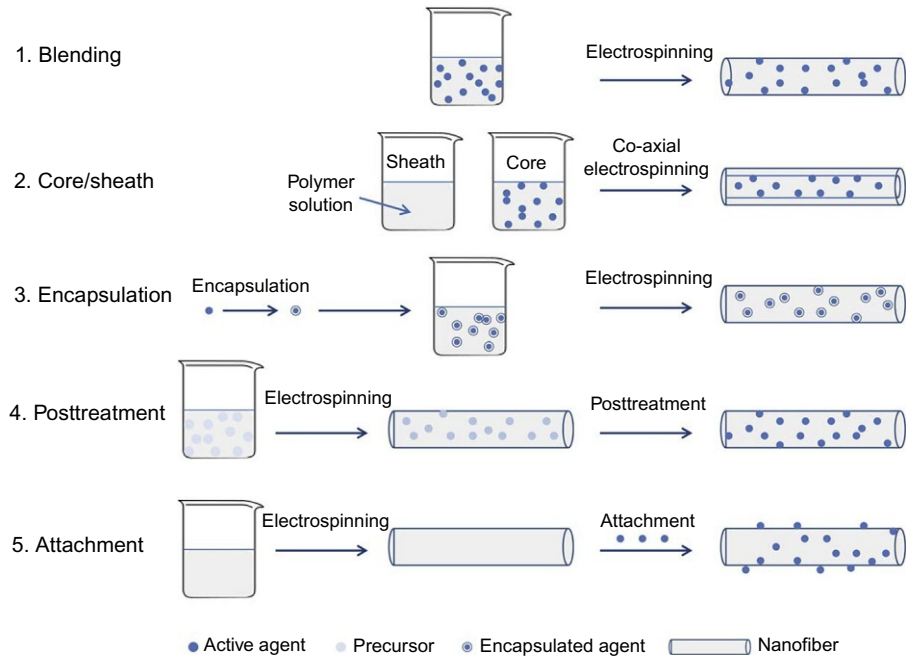 1. Blending
Electrospinning
2. Core/sheath
Polymer
solution
Sheath
Core
Co-axial
electrospinning
3. Encapsulation
Encapsulation
Electrospinning
4. Posttreatment
Electrospinning
Posttreatment
5. Attachment
Electrospinning
Attachment
Active agent
Precursor
Encapsulated agent
Nanofiber